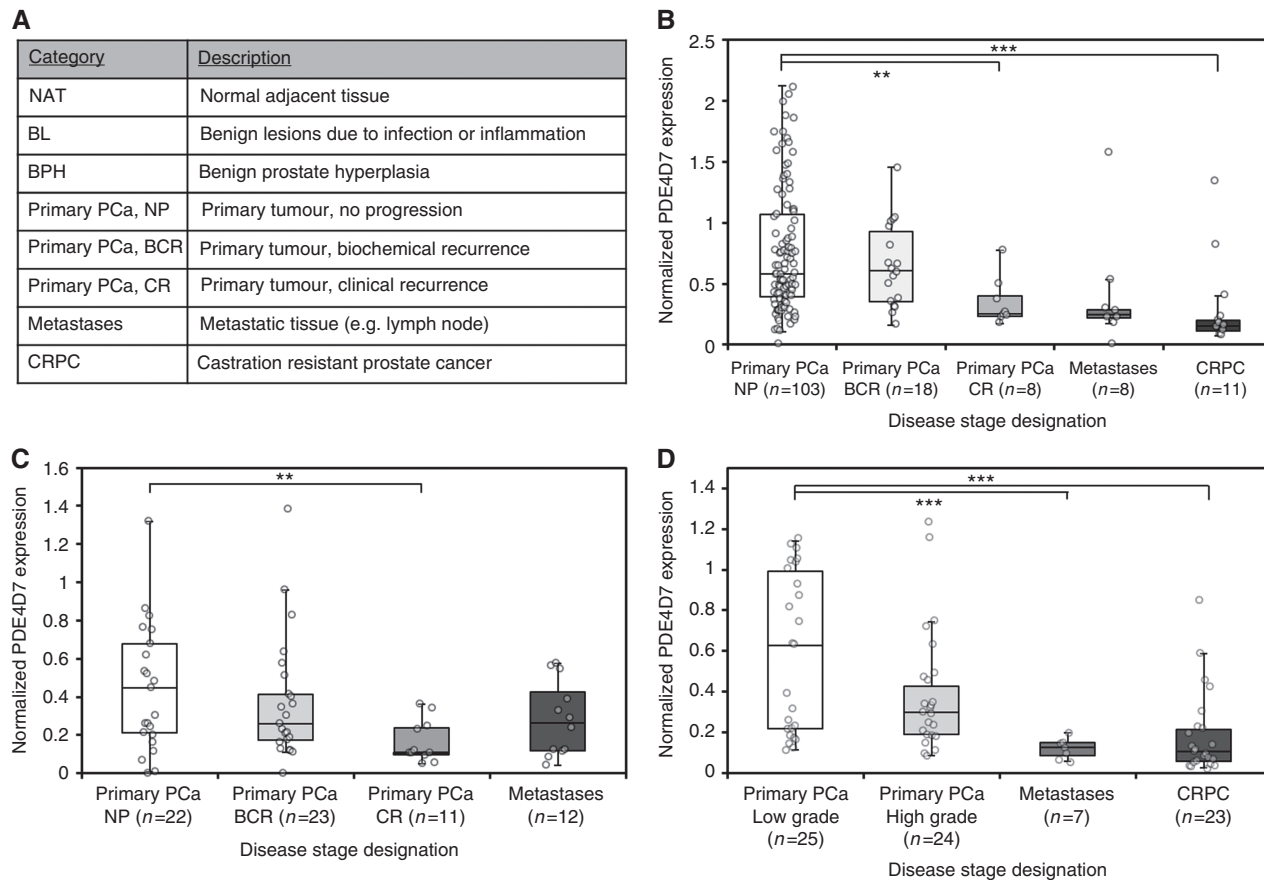 A
Category Description
NAT Normal adjacent tissue
BL Benign lesions due to infection or inflammation
BPH Benign prostate hyperplasia
Primary PCa, NP Primary tumour, no progression
Primary PCa, BCR Primary tumour, biochemical recurrence
Primary PCa, CR Primary tumour, clinical recurrence
Metastases Metastatic tissue (e.g. lymph node)
CRPC Castration resistant prostate cancer
B
Normalized PDE4D7 expression
2.5
2
1.5
1
0.5
0
***
**
Primary PCa NP (n=103)
Primary PCa BCR (n=18)
Primary PCa CR (n=8)
Metastases (n=8)
CRPC (n=11)
Disease stage designation
C
Normalized PDE4D7 expression
1.6
1.4
1.2
1
0.8
0.6
0.4
0.2
0
**
Primary PCa NP (n=22)
Primary PCa BCR (n=23)
Primary PCa CR (n=11)
Metastases (n=12)
Disease stage designation
D
Normalized PDE4D7 expression
1.4
1.2
1
0.8
0.6
0.4
0.2
0
***
***
Primary PCa Low grade (n=25)
Primary PCa High grade (n=24)
Metastases (n=7)
CRPC (n=23)
Disease stage designation